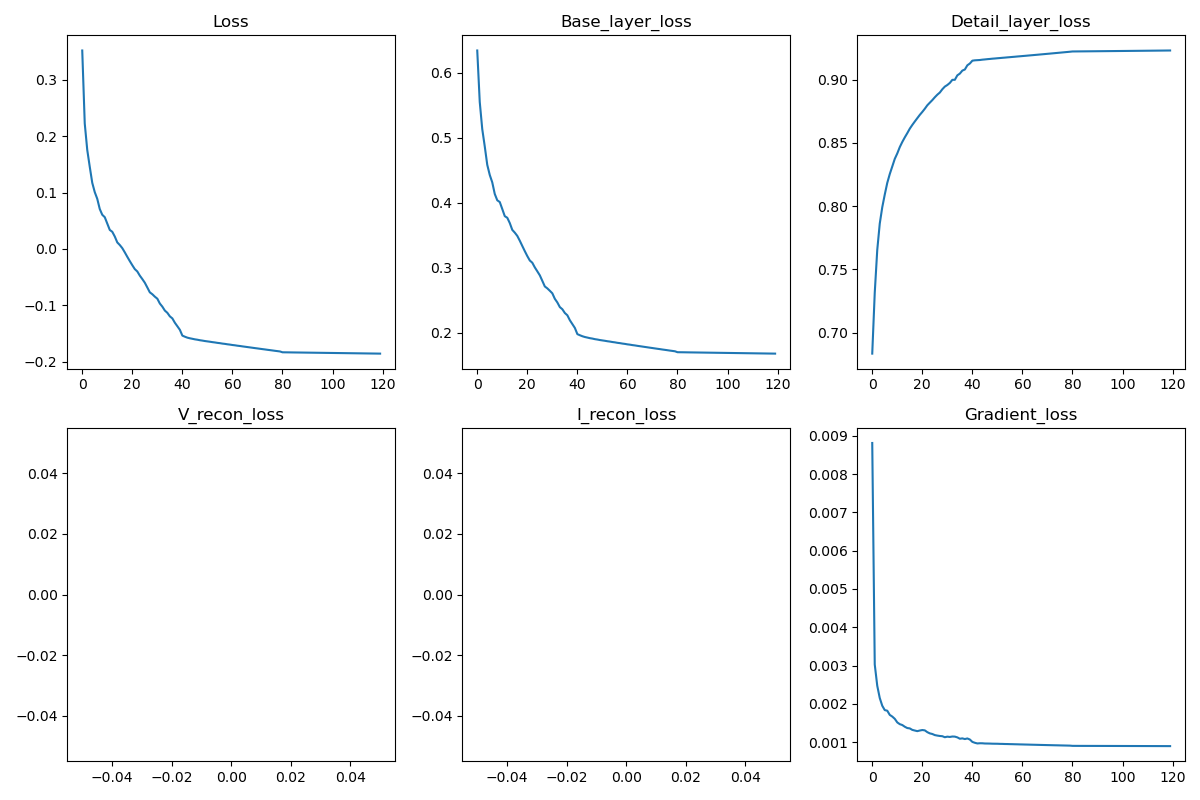 Loss
0.3
0.2
0.1
0.0
−0.1
−0.2
0 20 40 60 80 100 120
Base_layer_loss
0.6
0.5
0.4
0.3
0.2
0 20 40 60 80 100 120
Detail_layer_loss
0.90
0.85
0.80
0.75
0.70
0 20 40 60 80 100 120
V_recon_loss
0.04
0.02
0.00
−0.02
−0.04
−0.04 −0.02 0.00 0.02 0.04
I_recon_loss
0.04
0.02
0.00
−0.02
−0.04
−0.04 −0.02 0.00 0.02 0.04
Gradient_loss
0.009
0.008
0.007
0.006
0.005
0.004
0.003
0.002
0.001
0 20 40 60 80 100 120